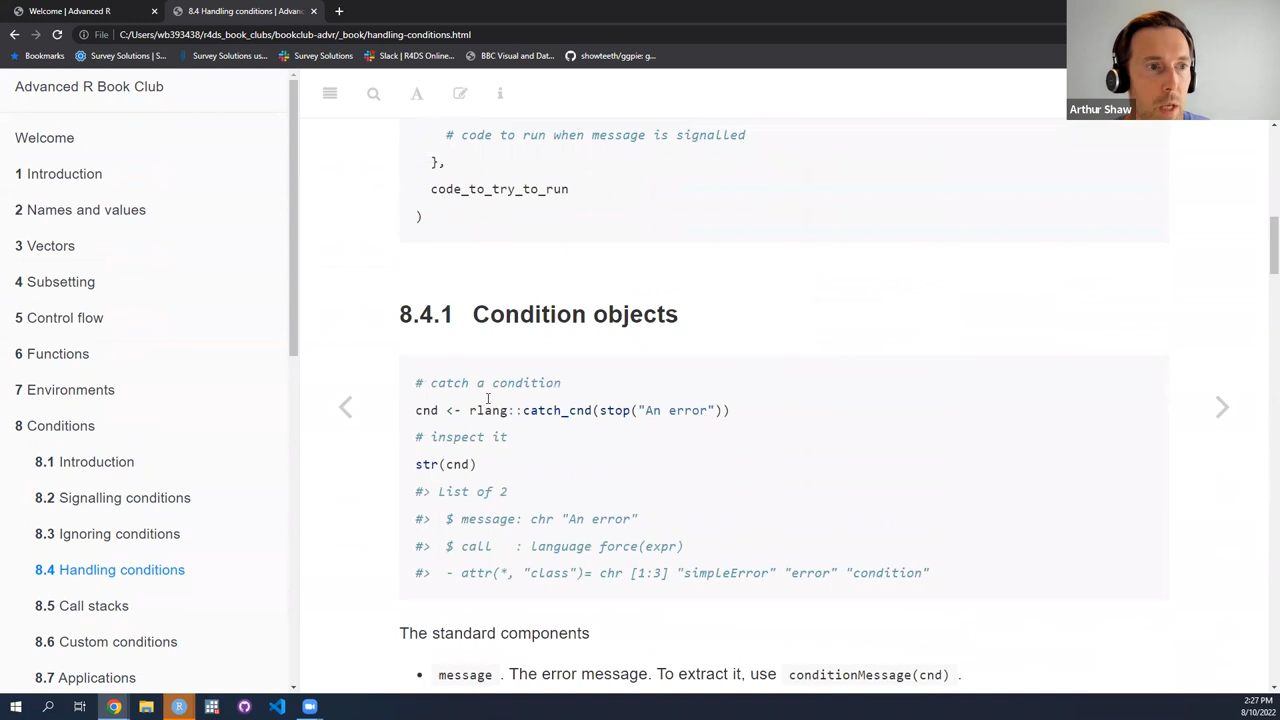 Welcome | Advanced R
8.4 Handling conditions | Advan
File
C:/Users/wb393438/r4ds_book_clubs/bookclub-advr/_book/handling-conditions.html
Bookmarks
Survey Solutions | S...
Survey Solutions us...
Survey Solutions
Slack | R4DS Online...
BBC Visual and Dat...
showteeth/ggpie: g...
Arthur Shaw
Advanced R Book Club
Welcome
1 Introduction
2 Names and values
3 Vectors
4 Subsetting
5 Control flow
6 Functions
7 Environments
8 Conditions
8.1 Introduction
8.2 Signalling conditions
8.3 Ignoring conditions
8.4 Handling conditions
8.5 Call stacks
8.6 Custom conditions
8.7 Applications
# code to run when message is signalled
},
code_to_try_to_run
)
8.4.1 Condition objects
# catch a condition
cnd <- rlang::catch_cnd(stop("An error"))
# inspect it
str(cnd)
#> List of 2
#> $ message: chr "An error"
#> $ call : language force(expr)
#> - attr(*, "class")= chr [1:3] "simpleError" "error" "condition"
The standard components
• message . The error message. To extract it, use conditionMessage(cnd) .
2:27 PM
8/10/2022